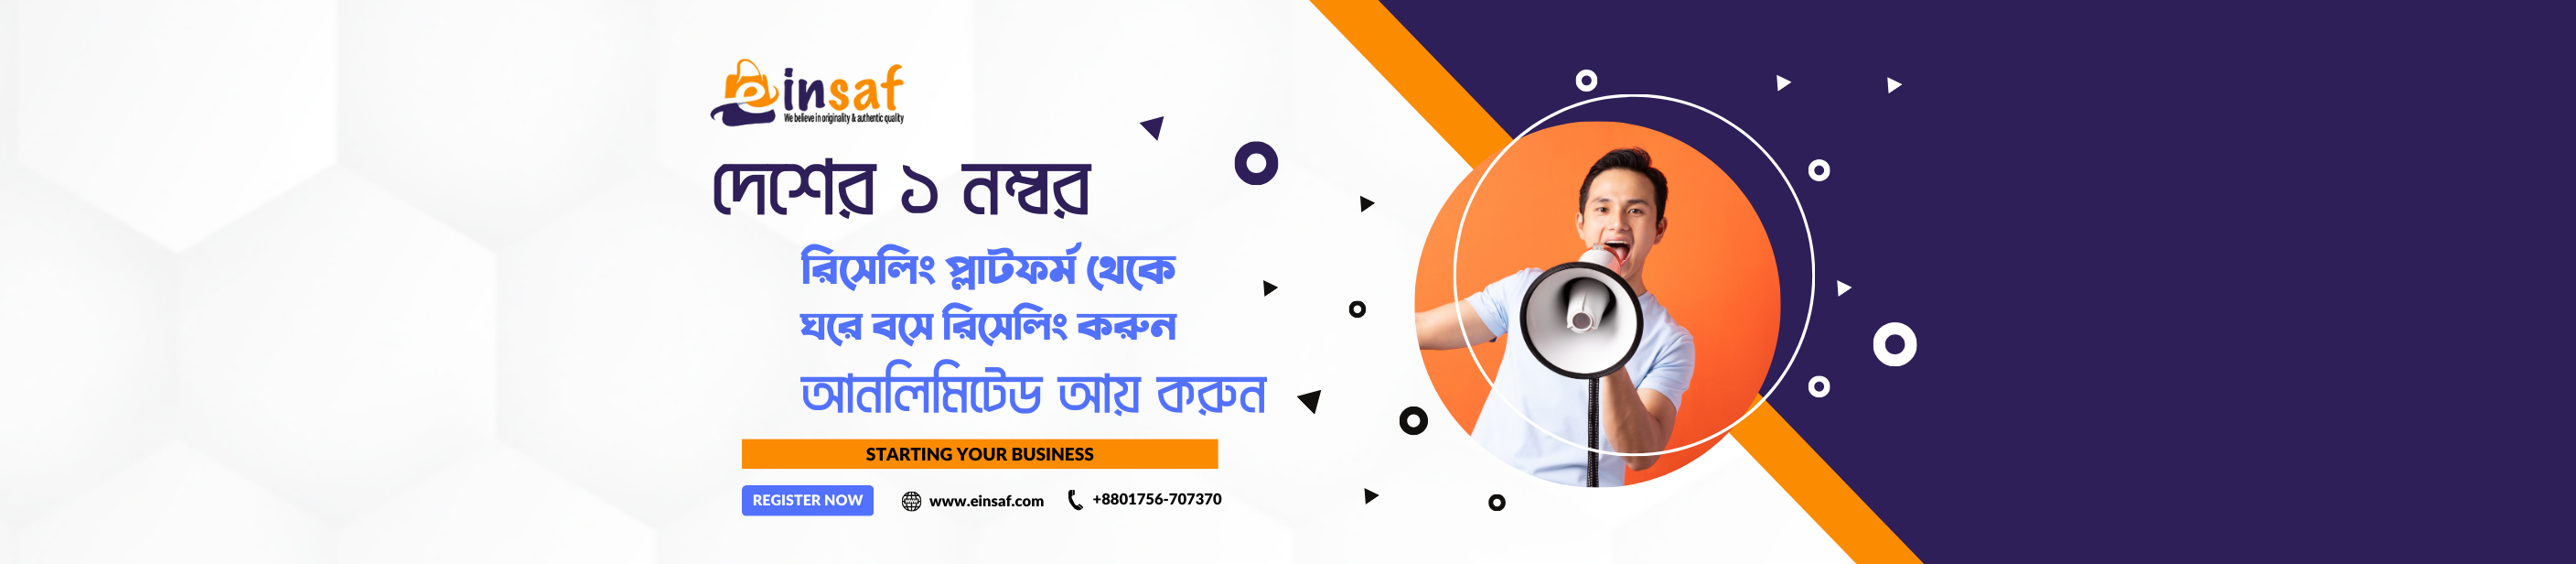 einsaf
We believe in originality & authentic quality
দেশের ১ নম্বর
রিসেলিং প্লাটফর্ম থেকে
ঘরে বসে রিসেলিং করুন
আনলিমিটেড আয় করুন
STARTING YOUR BUSINESS
REGISTER NOW www.einsaf.com +8801756-707370